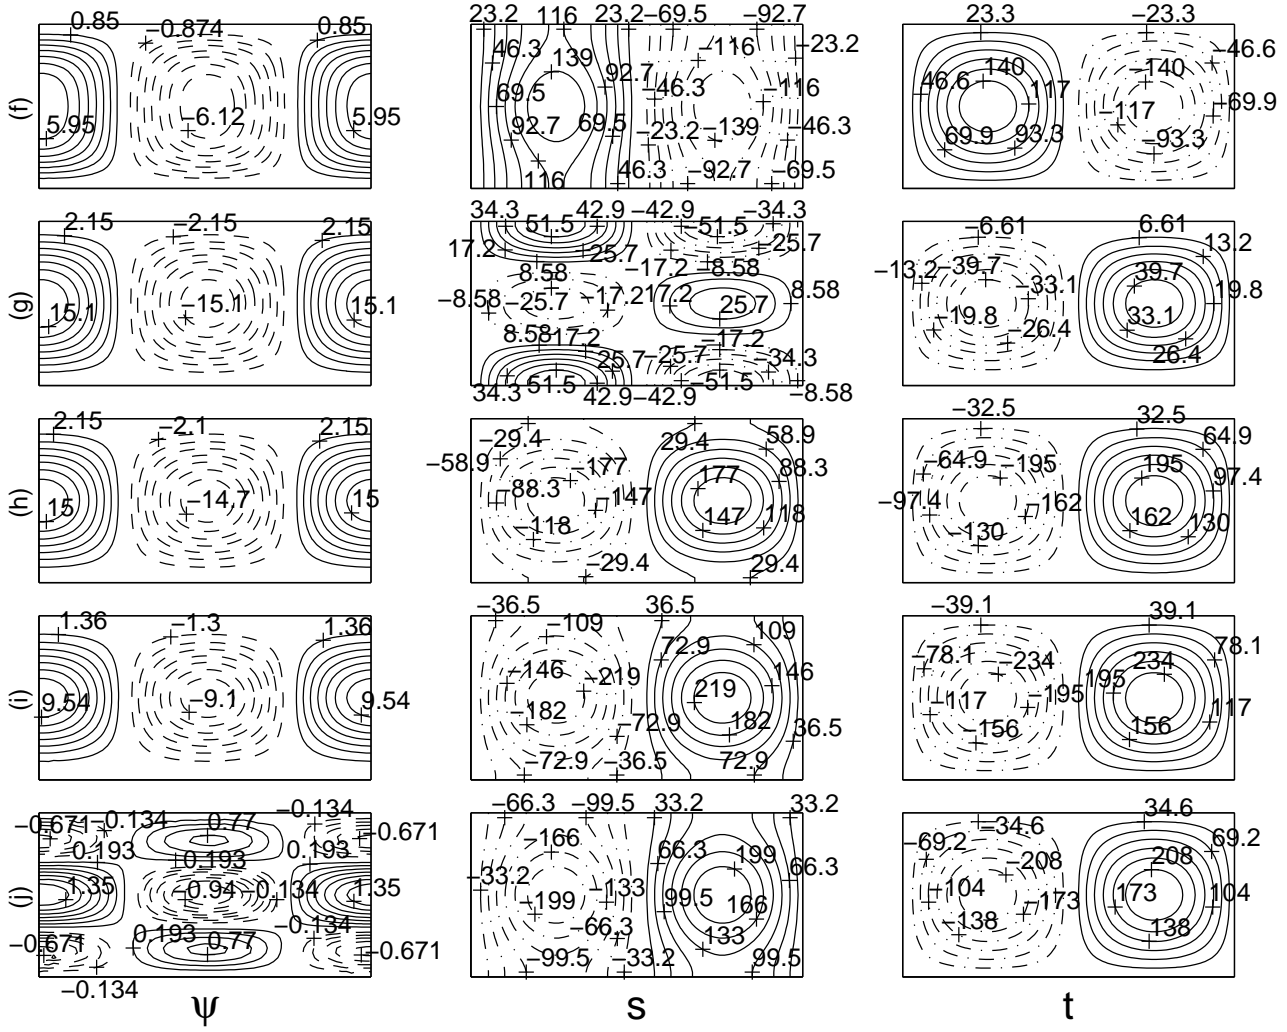 0.85 −0.874 0.85 5.95 −6.12 5.95
23.2 116 23.2 −69.5 −92.7 46.3 139 92.7 −116 −23.2 69.5 −46.3 −116 92.7 69.5 −23.2 −139 −46.3 116 46.3 −92.7 −69.5
23.3 −23.3 46.6 140 117 −140 −46.6 −117 −69.9 69.9 93.3 −93.3
(f)
2.15 −2.15 2.15 15.1 −15.1 15.1
34.3 51.5 42.9 −42.9 −51.5 −34.3 17.2 25.7 −25.7 8.58 −17.2 −8.58 −8.58 −25.7 −17.2 17.2 25.7 8.58 8.58 −17.2 −17.2 25.7 −25.7 −34.3 34.3 51.5 42.9 −42.9 −51.5 −8.58
−6.61 6.61 −13.2 −39.7 −33.1 39.7 13.2 19.8 −19.8 −26.4 33.1 26.4
(g)
2.15 −2.1 2.15 15 −14.7 15
−29.4 29.4 58.9 −58.9 −177 177 88.3 −88.3 −147 −118 147 118 −29.4 29.4
−32.5 32.5 −64.9 −195 195 64.9 −97.4 −162 97.4 −130 162 130
(h)
1.36 −1.3 1.36 9.54 −9.1 9.54
−36.5 36.5 −109 109 72.9 −146 −219 219 146 −182 −72.9 182 36.5 −72.9 −36.5 72.9
−39.1 39.1 −78.1 −234 234 78.1 −117 −195 195 117 −156 156
(i)
−0.134 −0.671 −0.134 0.77 −0.671 0.193 0.193 0.193 1.35 −0.94 −0.134 1.35 −0.134 −0.671 0.193 0.77 −0.671 −0.134
−66.3 −99.5 33.2 33.2 −166 66.3 199 66.3 −33.2 −133 −199 99.5 166 −66.3 133 −99.5 −33.2 99.5
34.6 −34.6 −69.2 −208 208 69.2 −104 −173 173 104 −138 138
(j)
ψ s t